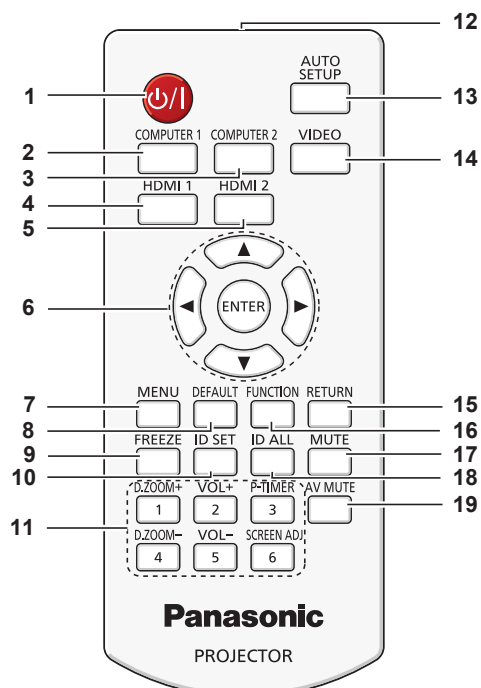 12
AUTO
SETUP
1
⏻/|
13
COMPUTER 1 COMPUTER 2 VIDEO
2
14
3
HDMI 1 HDMI 2
4
5
▲
6
◀ ENTER ▶
▼
MENU DEFAULT FUNCTION RETURN
7
15
8
16
FREEZE ID SET ID ALL MUTE
9
17
10
18
D.ZOOM+ VOL+ P-TIMER AV MUTE
1 2 3
19
11
D.ZOOM- VOL- SCREEN ADJ
4 5 6
Panasonic
PROJECTOR